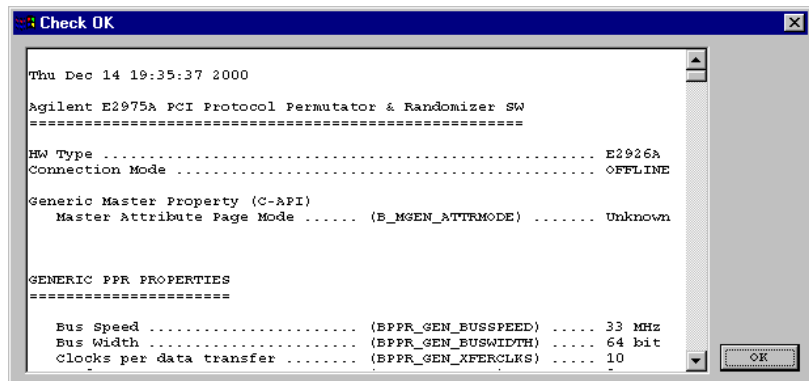 Check OK
Thu Dec 14 19:35:37 2000
Agilent E2975A PCI Protocol Permutator & Randomizer SW
======================================================
HW Type ...................................................... E2926A
Connection Mode .............................................. OFFLINE
Generic Master Property (C-API)
Master Attribute Page Mode ...... (B_MGEN_ATTRMODE) ....... Unknown
GENERIC PPR PROPERTIES
======================
Bus Speed ....................... (BPPR_GEN_BUSSPEED) ..... 33 MHz
Bus Width ....................... (BPPR_GEN_BUSWIDTH) ..... 64 bit
Clocks per data transfer ........ (BPPR_GEN_XFERCLKS) ..... 10
OK